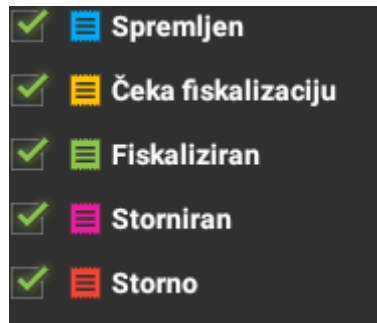 Spremljen
Čeka fiskalizaciju
Fiskaliziran
Storniran
Storno